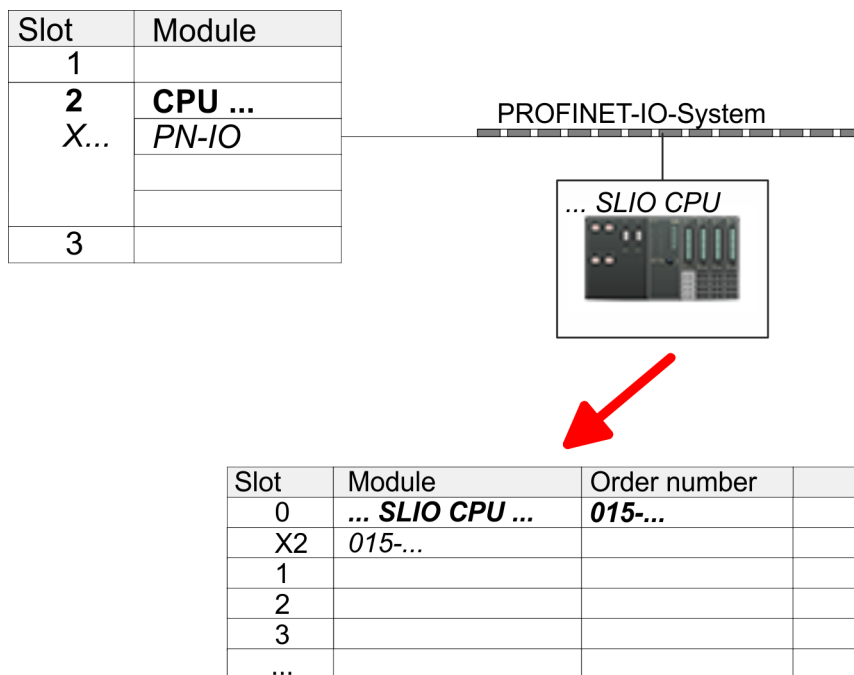 Slot Module
1
2 CPU ...
X... PN-IO
3
PROFINET-IO-System
... SLIO CPU
Slot Module Order number
0 ... SLIO CPU ... 015-...
X2 015-...
1
2
3
...